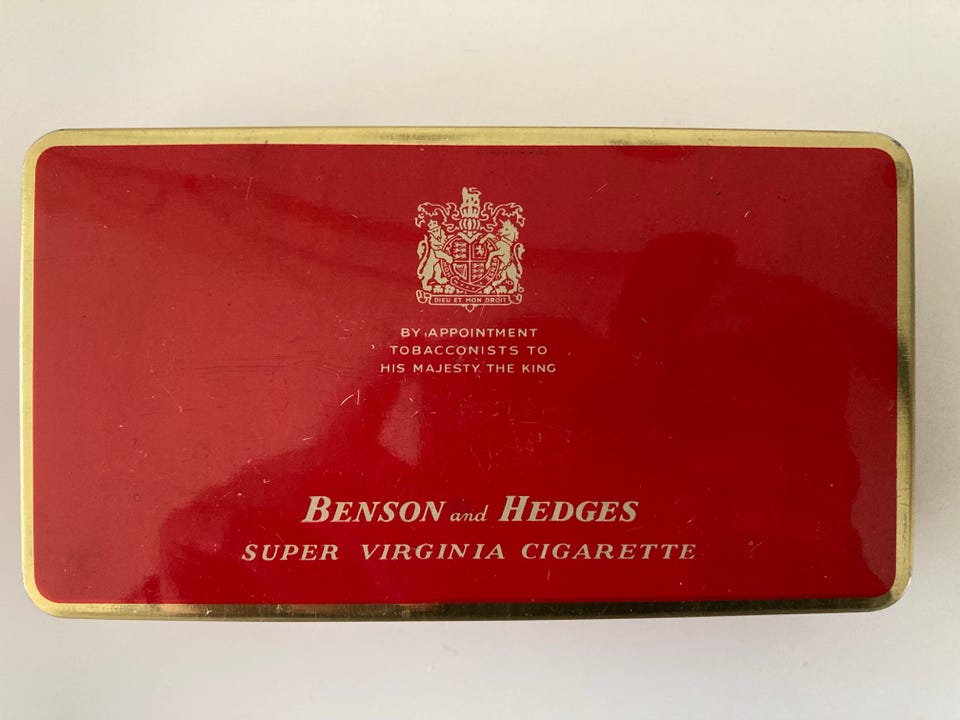 DIEU ET MON DROIT
BY APPOINTMENT
TOBACCONISTS TO
HIS MAJESTY THE KING
BENSON and HEDGES
SUPER VIRGINIA CIGARETTE